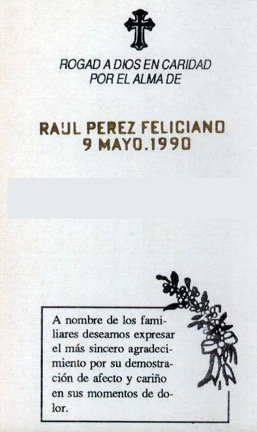 ROGAD A DIOS EN CARIDAD
POR EL ALMA DE
RAUL PEREZ FELICIANO
9 MAYO.1990
A nombre de los fami-
liares deseamos expresar
el más sincero agradeci-
miento por su demostra-
ción de afecto y cariño
en sus momentos de do-
lor.